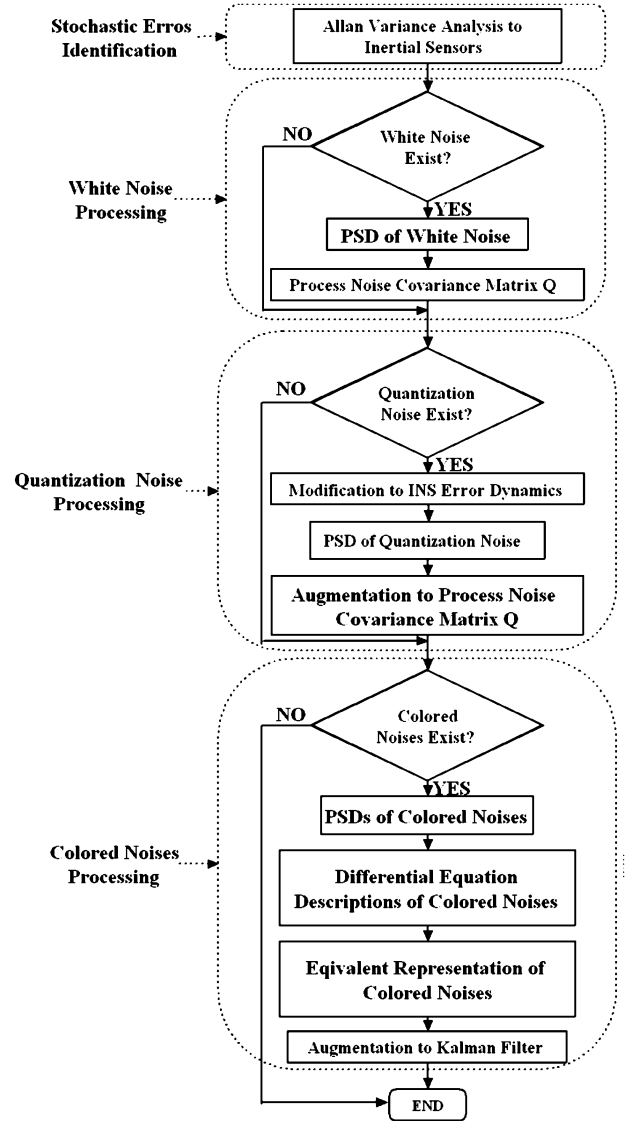 Stochastic Erros
Identification
Allan Variance Analysis to
Inertial Sensors
NO
White Noise
Exist?
White Noise
Processing
YES
PSD of White Noise
Process Noise Covariance Matrix Q
NO
Quantization
Noise Exist?
YES
Quantization Noise
Processing
Modification to INS Error Dynamics
PSD of Quantization Noise
Augmentation to Process Noise
Covariance Matrix Q
NO
Colored
Noises Exist?
YES
PSDs of Colored Noises
Colored Noises
Processing
Differential Equation
Descriptions of Colored Noises
Eqivalent Representation of
Colored Noises
Augmentation to Kalman Filter
END